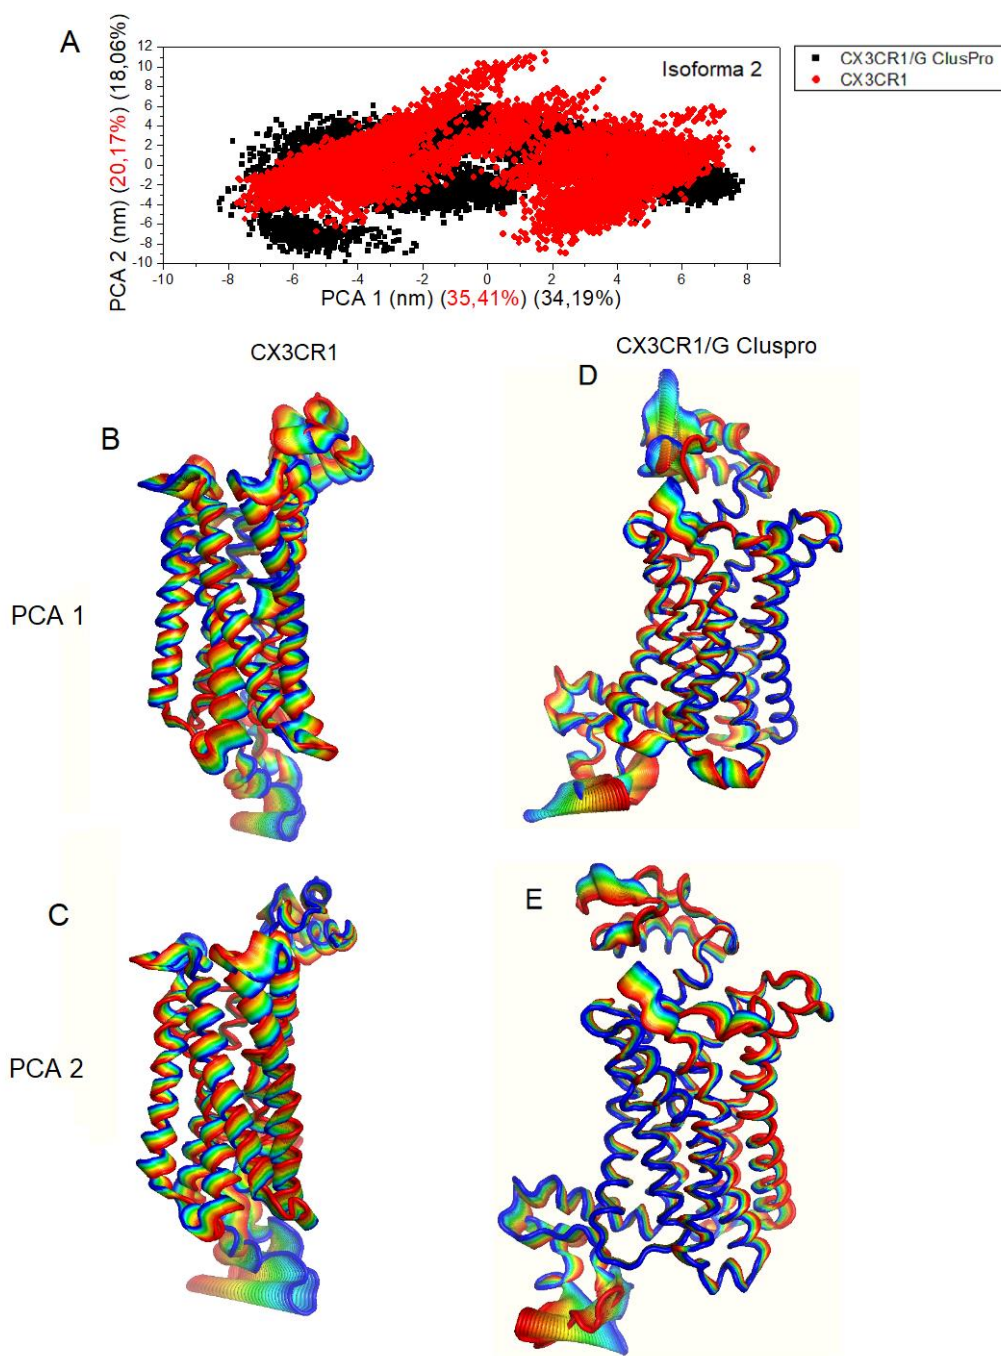 A
Isoforma 2
CX3CR1/G ClusPro
CX3CR1
PCA 2 (nm) (20,17%) (18,06%)
12
10
8
6
4
2
0
-2
-4
-6
-8
-10
-10 -8 -6 -4 -2 0 2 4 6 8
PCA 1 (nm) (35,41%) (34,19%)
CX3CR1
CX3CR1/G Cluspro
B
D
PCA 1
C
E
PCA 2